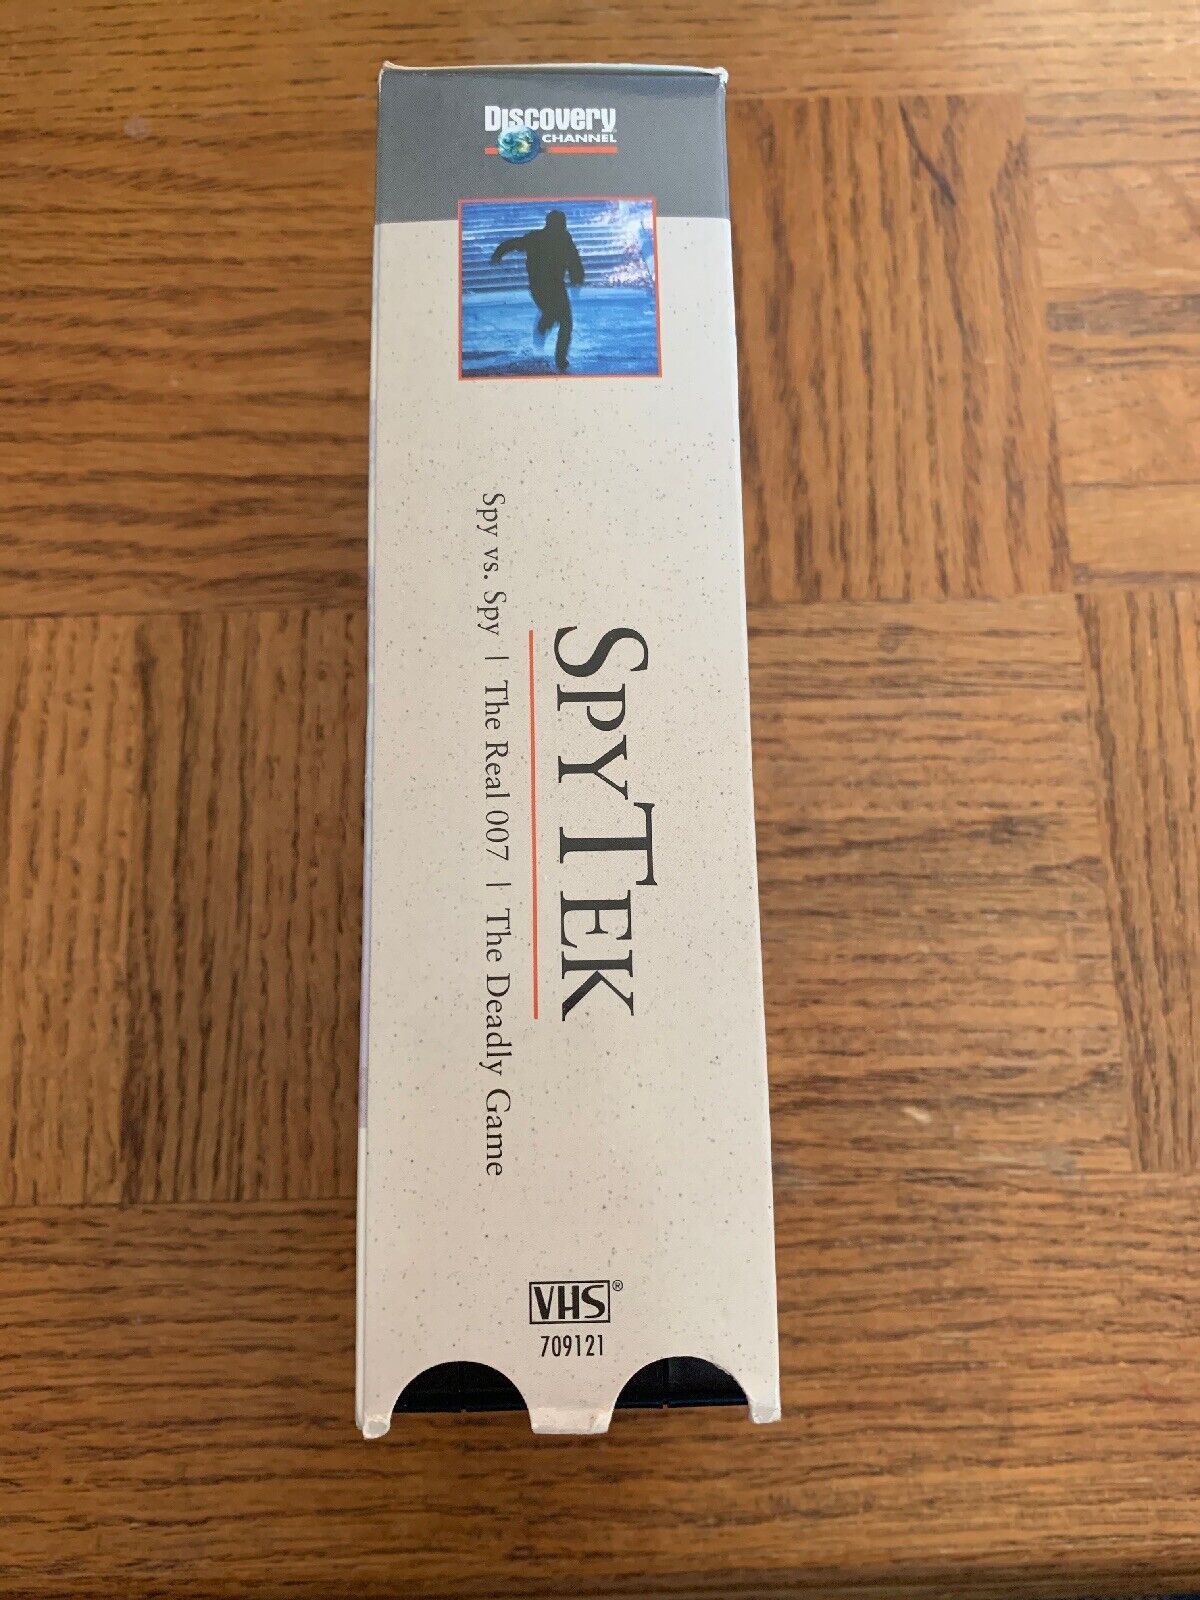 Discovery
CHANNEL
SPYTEK
Spy vs. Spy | The Real 007 | The Deadly Game
VHS®
709121